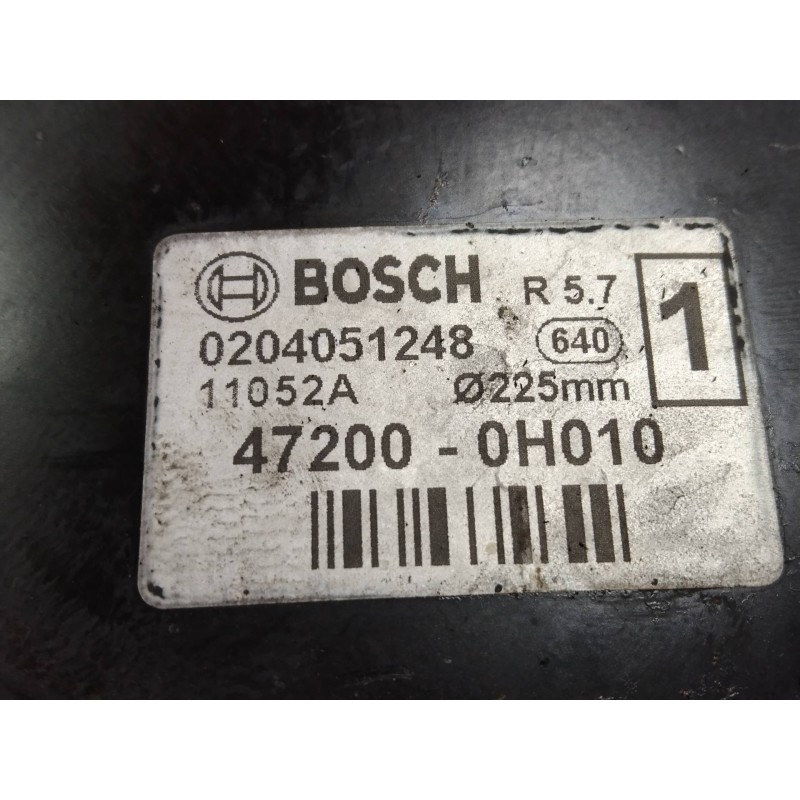 BOSCH R 5.7 1
0204051248 640
11052A Ø225mm
47200 - 0H010